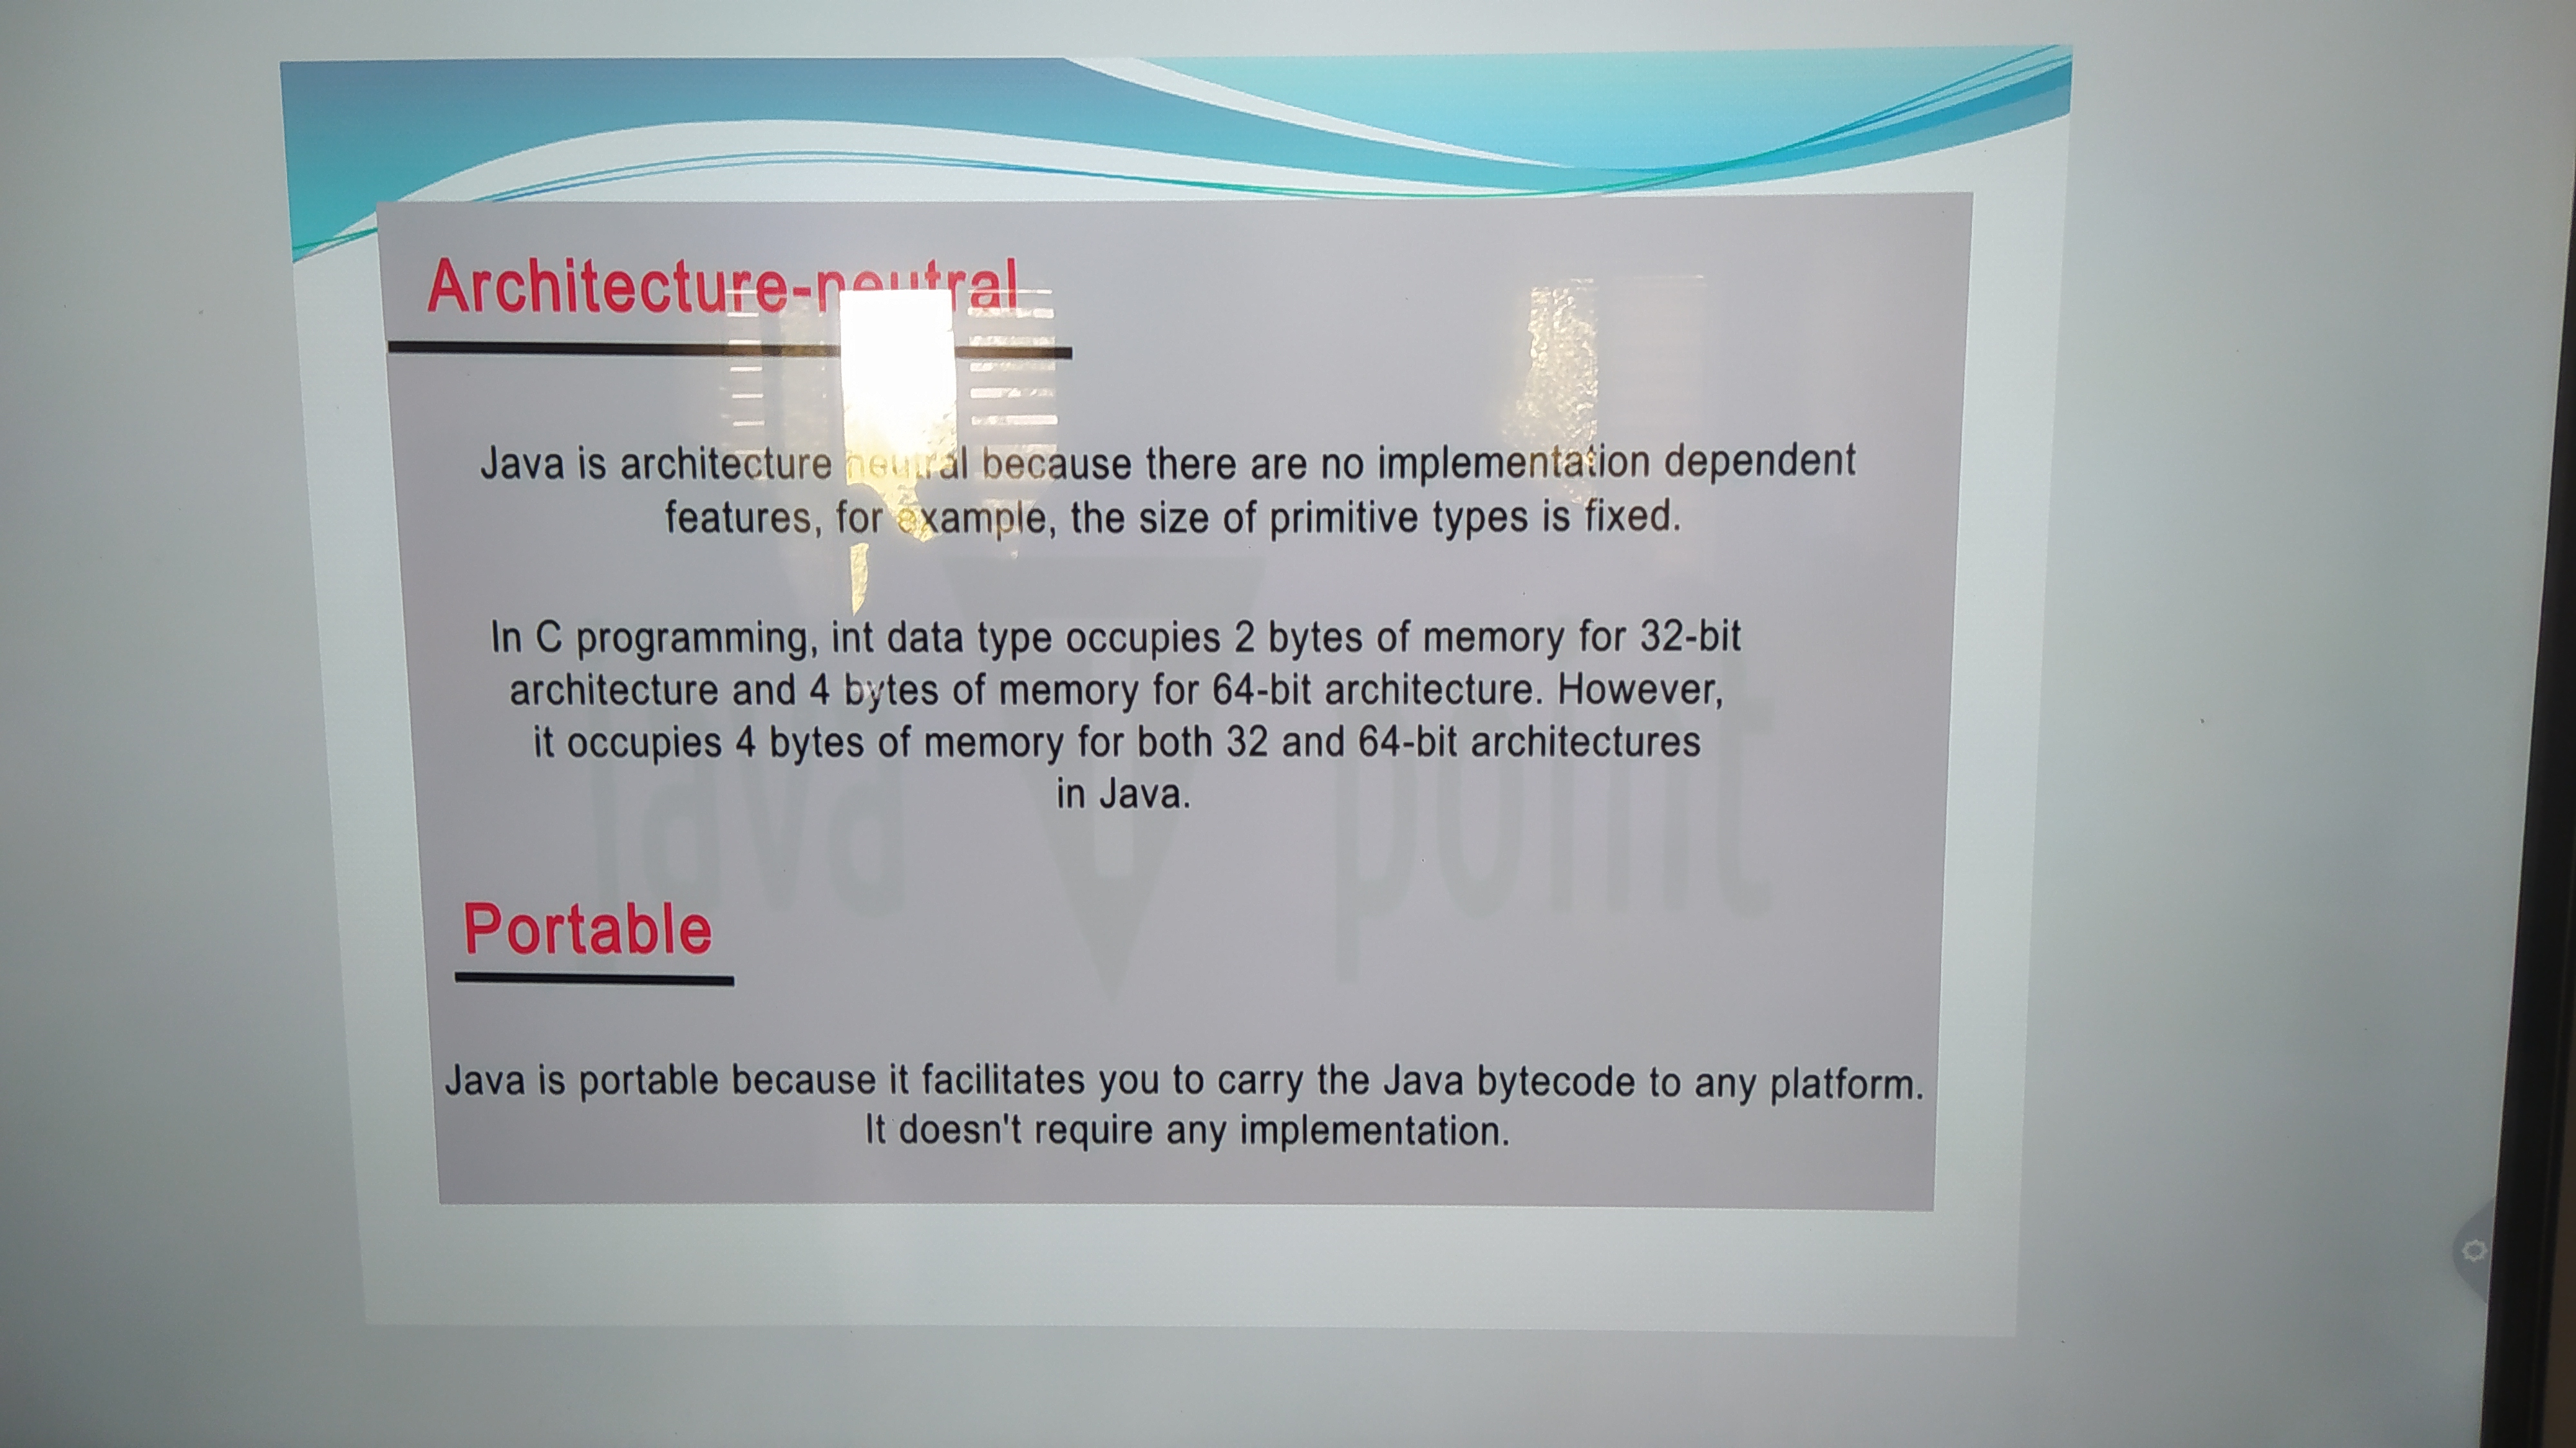 Architecture-neutral
Java is architecture neutral because there are no implementation dependent
features, for example, the size of primitive types is fixed.
In C programming, int data type occupies 2 bytes of memory for 32-bit
architecture and 4 bytes of memory for 64-bit architecture. However,
it occupies 4 bytes of memory for both 32 and 64-bit architectures
in Java.
java point
Portable
Java is portable because it facilitates you to carry the Java bytecode to any platform.
It doesn't require any implementation.